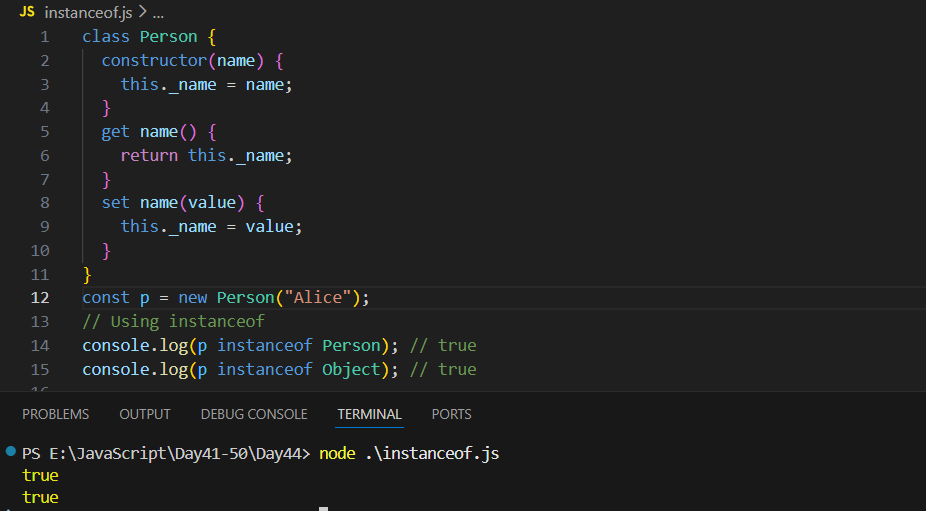 JS instanceof.js > ...
1 class Person {
2   constructor(name) {
3     this._name = name;
4   }
5   get name() {
6     return this._name;
7   }
8   set name(value) {
9     this._name = value;
10   }
11 }
12 const p = new Person("Alice");
13 // Using instanceof
14 console.log(p instanceof Person); // true
15 console.log(p instanceof Object); // true
16
PROBLEMS OUTPUT DEBUG CONSOLE TERMINAL PORTS
PS E:\JavaScript\Day41-50\Day44> node .\instanceof.js
true
true